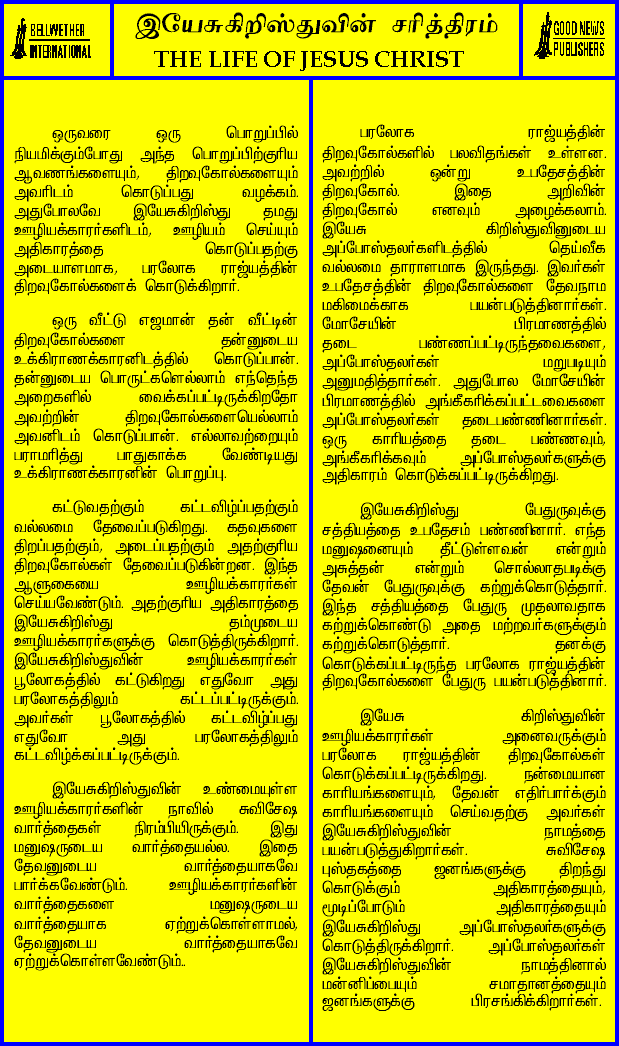 BELLWETHER
INTERNATIONAL
இயேசுகிறிஸ்துவின் சரித்திரம்
THE LIFE OF JESUS CHRIST
GOOD NEWS
PUBLISHERS
ஒருவரை ஒரு பொறுப்பில்
நியமிக்கும்போது அந்த பொறுப்பிற்குரிய
ஆவணங்களையும், திறவுகோல்களையும்
அவரிடம் கொடுப்பது வழக்கம்.
அதுபோலவே இயேசுகிறிஸ்து தமது
ஊழியக்காரர்களிடம், ஊழியம் செய்யும்
அதிகாரத்தை கொடுப்பதற்கு
அடையாளமாக, பரலோக ராஜ்யத்தின்
திறவுகோல்களைக் கொடுக்கிறார்.
ஒரு வீட்டு எஜமான் தன் வீட்டின்
திறவுகோல்களை தன்னுடைய
உக்கிராணக்காரனிடத்தில் கொடுப்பான்.
தன்னுடைய பொருட்களெல்லாம் எந்தெந்த
அறைகளில் வைக்கப்பட்டிருக்கிறதோ
அவற்றின் திறவுகோல்களையெல்லாம்
அவனிடம் கொடுப்பான். எல்லாவற்றையும்
பராமரித்து பாதுகாக்க வேண்டியது
உக்கிராணக்காரனின் பொறுப்பு.
கட்டுவதற்கும் கட்டவிழ்ப்பதற்கும்
வல்லமை தேவைப்படுகிறது. கதவுகளை
திறப்பதற்கும், அடைப்பதற்கும் அதற்குரிய
திறவுகோல்கள் தேவைப்படுகின்றன. இந்த
ஆளுகையை ஊழியக்காரர்கள்
செய்யவேண்டும். அதற்குரிய அதிகாரத்தை
இயேசுகிறிஸ்து தம்முடைய
ஊழியக்காரர்களுக்கு கொடுத்திருக்கிறார்.
இயேசுகிறிஸ்துவின் ஊழியக்காரர்கள்
பூலோகத்தில் கட்டுகிறது எதுவோ அது
பரலோகத்திலும் கட்டப்பட்டிருக்கும்.
அவர்கள் பூலோகத்தில் கட்டவிழ்ப்பது
எதுவோ அது பரலோகத்திலும்
கட்டவிழ்க்கப்பட்டிருக்கும்.
இயேசுகிறிஸ்துவின் உண்மையுள்ள
ஊழியக்காரர்களின் நாவில் சுவிசேஷ
வார்த்தைகள் நிரம்பியிருக்கும். இது
மனுஷருடைய வார்த்தையல்ல. இதை
தேவனுடைய வார்த்தையாகவே
பார்க்கவேண்டும். ஊழியக்காரர்களின்
வார்த்தைகளை மனுஷருடைய
வார்த்தையாக ஏற்றுக்கொள்ளாமல்,
தேவனுடைய வார்த்தையாகவே
ஏற்றுக்கொள்ளவேண்டும்..
பரலோக ராஜ்யத்தின்
திறவுகோல்களில் பலவிதங்கள் உள்ளன.
அவற்றில் ஒன்று உபதேசத்தின்
திறவுகோல். இதை அறிவின்
திறவுகோல் எனவும் அழைக்கலாம்.
இயேசு கிறிஸ்துவினுடைய
அப்போஸ்தலர்களிடத்தில் தெய்வீக
வல்லமை தாராளமாக இருந்தது. இவர்கள்
உபதேசத்தின் திறவுகோல்களை தேவநாம
மகிமைக்காக பயன்படுத்தினார்கள்.
மோசேயின் பிரமாணத்தில்
தடை பண்ணப்பட்டிருந்தவைகளை,
அப்போஸ்தலர்கள் மறுபடியும்
அனுமதித்தார்கள். அதுபோல மோசேயின்
பிரமாணத்தில் அங்கீகரிக்கப்பட்டவைகளை
அப்போஸ்தலர்கள் தடைபண்ணினார்கள்.
ஒரு காரியத்தை தடை பண்ணவும்,
அங்கீகரிக்கவும் அப்போஸ்தலர்களுக்கு
அதிகாரம் கொடுக்கப்பட்டிருக்கிறது.
இயேசுகிறிஸ்து பேதுருவுக்கு
சத்தியத்தை உபதேசம் பண்ணினார். எந்த
மனுஷனையும் தீட்டுள்ளவன் என்றும்
அசுத்தன் என்றும் சொல்லாதபடிக்கு
தேவன் பேதுருவுக்கு கற்றுக்கொடுத்தார்.
இந்த சத்தியத்தை பேதுரு முதலாவதாக
கற்றுக்கொண்டு அதை மற்றவர்களுக்கும்
கற்றுக்கொடுத்தார். தனக்கு
கொடுக்கப்பட்டிருந்த பரலோக ராஜ்யத்தின்
திறவுகோல்களை பேதுரு பயன்படுத்தினார்.
இயேசு கிறிஸ்துவின்
ஊழியக்காரர்கள் அனைவருக்கும்
பரலோக ராஜ்யத்தின் திறவுகோல்கள்
கொடுக்கப்பட்டிருக்கிறது. நன்மையான
காரியங்களையும், தேவன் எதிர்பார்க்கும்
காரியங்களையும் செய்வதற்கு அவர்கள்
இயேசுகிறிஸ்துவின் நாமத்தை
பயன்படுத்துகிறார்கள். சுவிசேஷ
புஸ்தகத்தை ஜனங்களுக்கு திறந்து
கொடுக்கும் அதிகாரத்தையும்,
மூடிப்போடும் அதிகாரத்தையும்
இயேசுகிறிஸ்து அப்போஸ்தலர்களுக்கு
கொடுத்திருக்கிறார். அப்போஸ்தலர்கள்
இயேசுகிறிஸ்துவின் நாமத்தினால்
மன்னிப்பையும் சமாதானத்தையும்
ஜனங்களுக்கு பிரசங்கிக்கிறார்கள்.